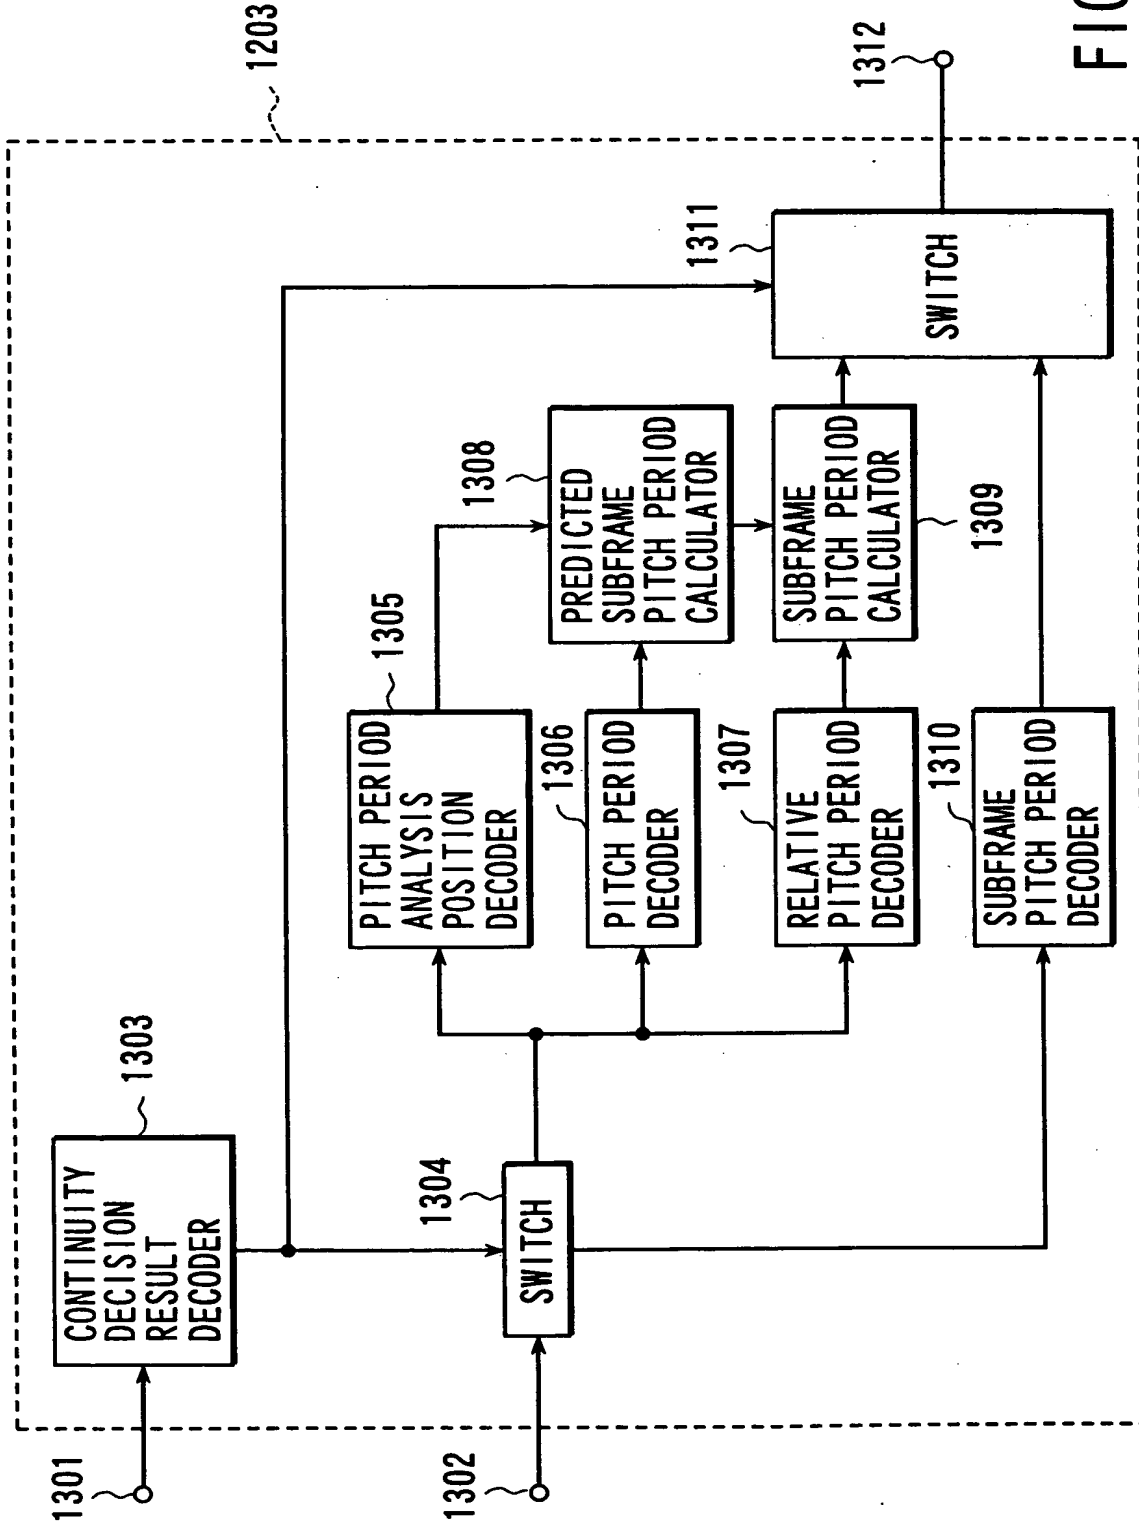 1203
1301
CONTINUITY
DECISION
RESULT
DECODER
1303
1302
SWITCH
1304
PITCH PERIOD
ANALYSIS
POSITION
DECODER
1305
PITCH PERIOD
DECODER
1306
RELATIVE
PITCH PERIOD
DECODER
1307
SUBFRAME
PITCH PERIOD
DECODER
1310
PREDICTED
SUBFRAME
PITCH PERIOD
CALCULATOR
1308
SUBFRAME
PITCH PERIOD
CALCULATOR
1309
SWITCH
1311
1312